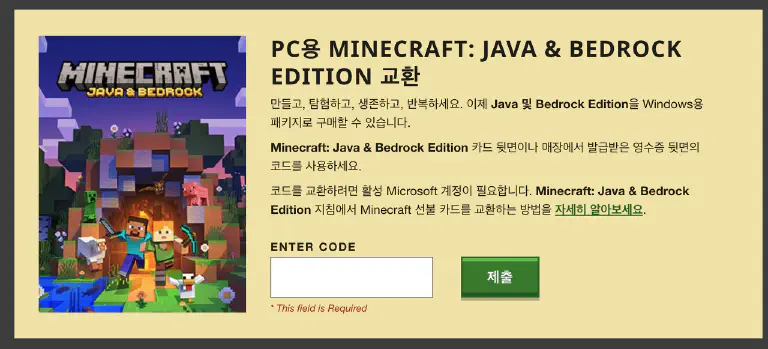 MINECRAFT
JAVA & BEDROCK
PC용 MINECRAFT: JAVA & BEDROCK
EDITION 교환
만들고, 탐험하고, 생존하고, 반복하세요. 이제 Java 및 Bedrock Edition을 Windows용
패키지로 구매할 수 있습니다.
Minecraft: Java & Bedrock Edition 카드 뒷면이나 매장에서 발급받은 영수증 뒷면의
코드를 사용하세요.
코드를 교환하려면 활성 Microsoft 계정이 필요합니다. Minecraft: Java & Bedrock
Edition 지침에서 Minecraft 선불 카드를 교환하는 방법을 자세히 알아보세요.
ENTER CODE
제출
* This field is Required